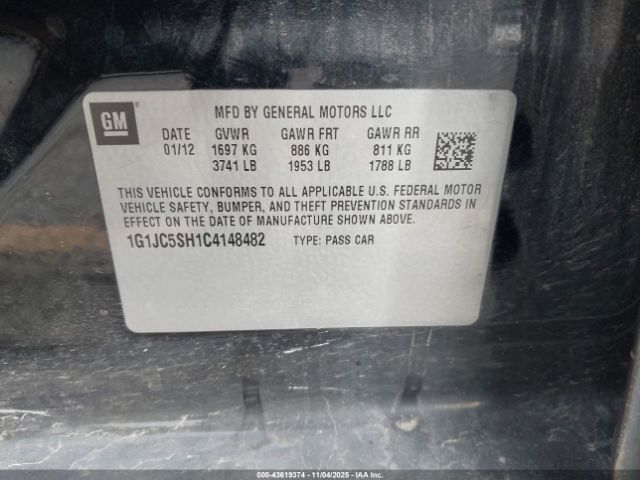 GM
MFD BY GENERAL MOTORS LLC
DATE GVWR GAWR FRT GAWR RR
01/12 1697 KG 886 KG 811 KG
3741 LB 1953 LB 1788 LB
THIS VEHICLE CONFORMS TO ALL APPLICABLE U.S. FEDERAL MOTOR
VEHICLE SAFETY, BUMPER, AND THEFT PREVENTION STANDARDS IN
EFFECT ON THE DATE OF MANUFACTURE SHOWN ABOVE.
1G1JC5SH1C4148482 TYPE: PASS CAR
000-43619374 - 11/04/2025 - IAA Inc.